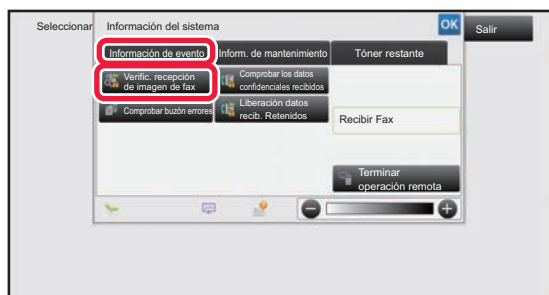 Seleccionar
Información del sistema
OK
Salir
Información de evento
Inform. de mantenimiento
Tóner restante
Verific. recepción
de imagen de fax
Comprobar los datos
confidenciales recibidos
Comprobar buzón errores
Liberación datos
recib. Retenidos
Recibir Fax
Terminar
operación remota